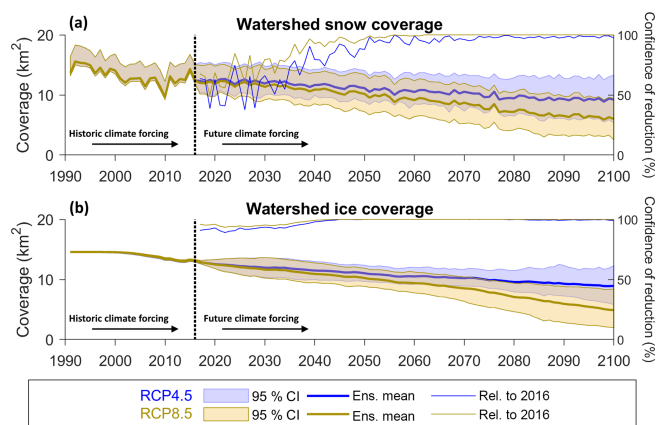 (a) Watershed snow coverage
20 100
Coverage (km²)
10 50
Historic climate forcing Future climate forcing
0 0
Confidence of reduction (%)
1990 2000 2010 2020 2030 2040 2050 2060 2070 2080 2090 2100
(b) Watershed ice coverage
20 100
Coverage (km²)
10 50
Historic climate forcing Future climate forcing
0 0
Confidence of reduction (%)
1990 2000 2010 2020 2030 2040 2050 2060 2070 2080 2090 2100
RCP4.5 95 % CI Ens. mean Rel. to 2016
RCP8.5 95 % CI Ens. mean Rel. to 2016